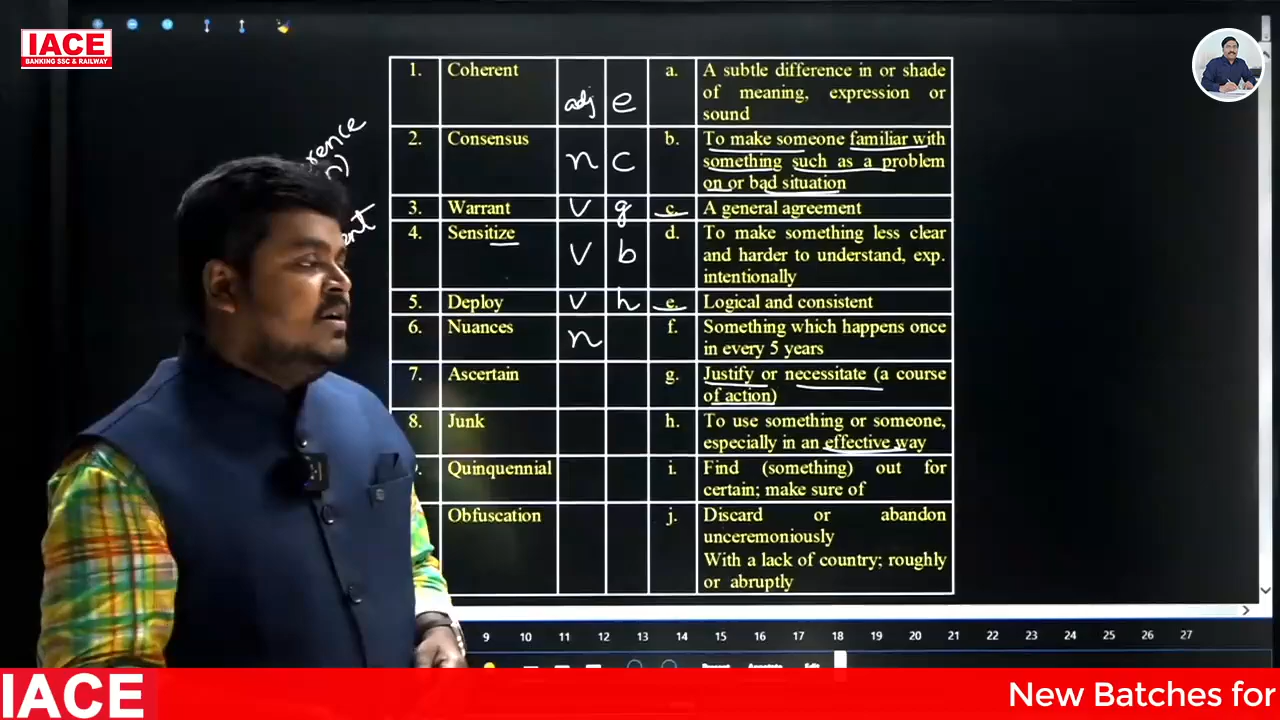 IACE
BANKING SSC & RAILWAY
1. Coherent adj e a. A subtle difference in or shade
of meaning, expression or
sound
2. Consensus n c b. To make someone familiar with
something such as a problem
on or bad situation
3. Warrant v g c. A general agreement
4. Sensitize v b d. To make something less clear
and harder to understand, exp.
intentionally
5. Deploy v h e. Logical and consistent
6. Nuances n f. Something which happens once
in every 5 years
7. Ascertain g. Justify or necessitate (a course
of action)
8. Junk h. To use something or someone,
especially in an effective way
Quinquennial i. Find (something) out for
certain; make sure of
Obfuscation j. Discard or abandon
unceremoniously
With a lack of country; roughly
or abruptly
9 10 11 12 13 14 15 16 17 18 19 20 21 22 23 24 25 26 27
IACE
New Batches for